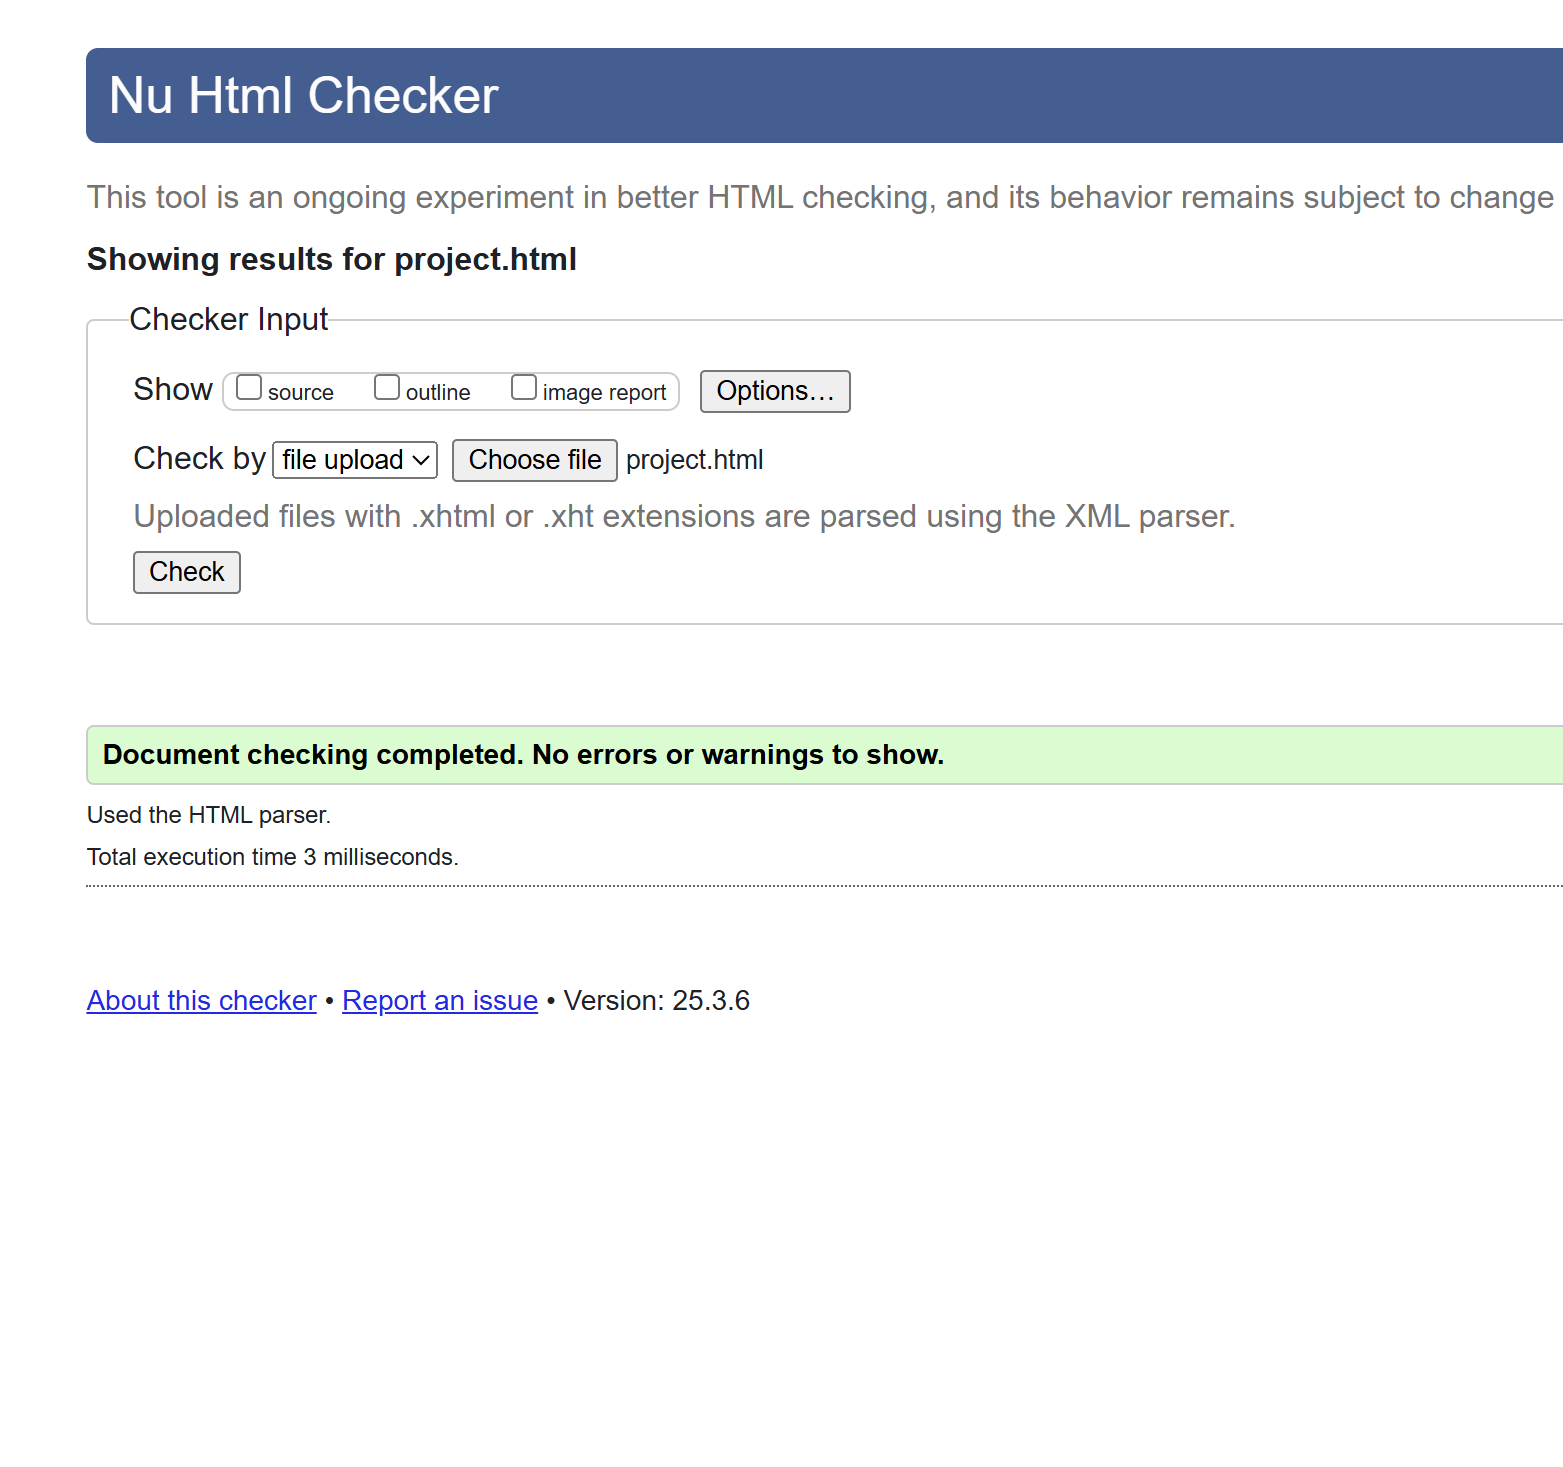 Nu Html Checker
This tool is an ongoing experiment in better HTML checking, and its behavior remains subject to change
Showing results for project.html
Checker Input
Show source outline image report Options…
Check by file upload Choose file project.html
Uploaded files with .xhtml or .xht extensions are parsed using the XML parser.
Check
Document checking completed. No errors or warnings to show.
Used the HTML parser.
Total execution time 3 milliseconds.
About this checker • Report an issue • Version: 25.3.6